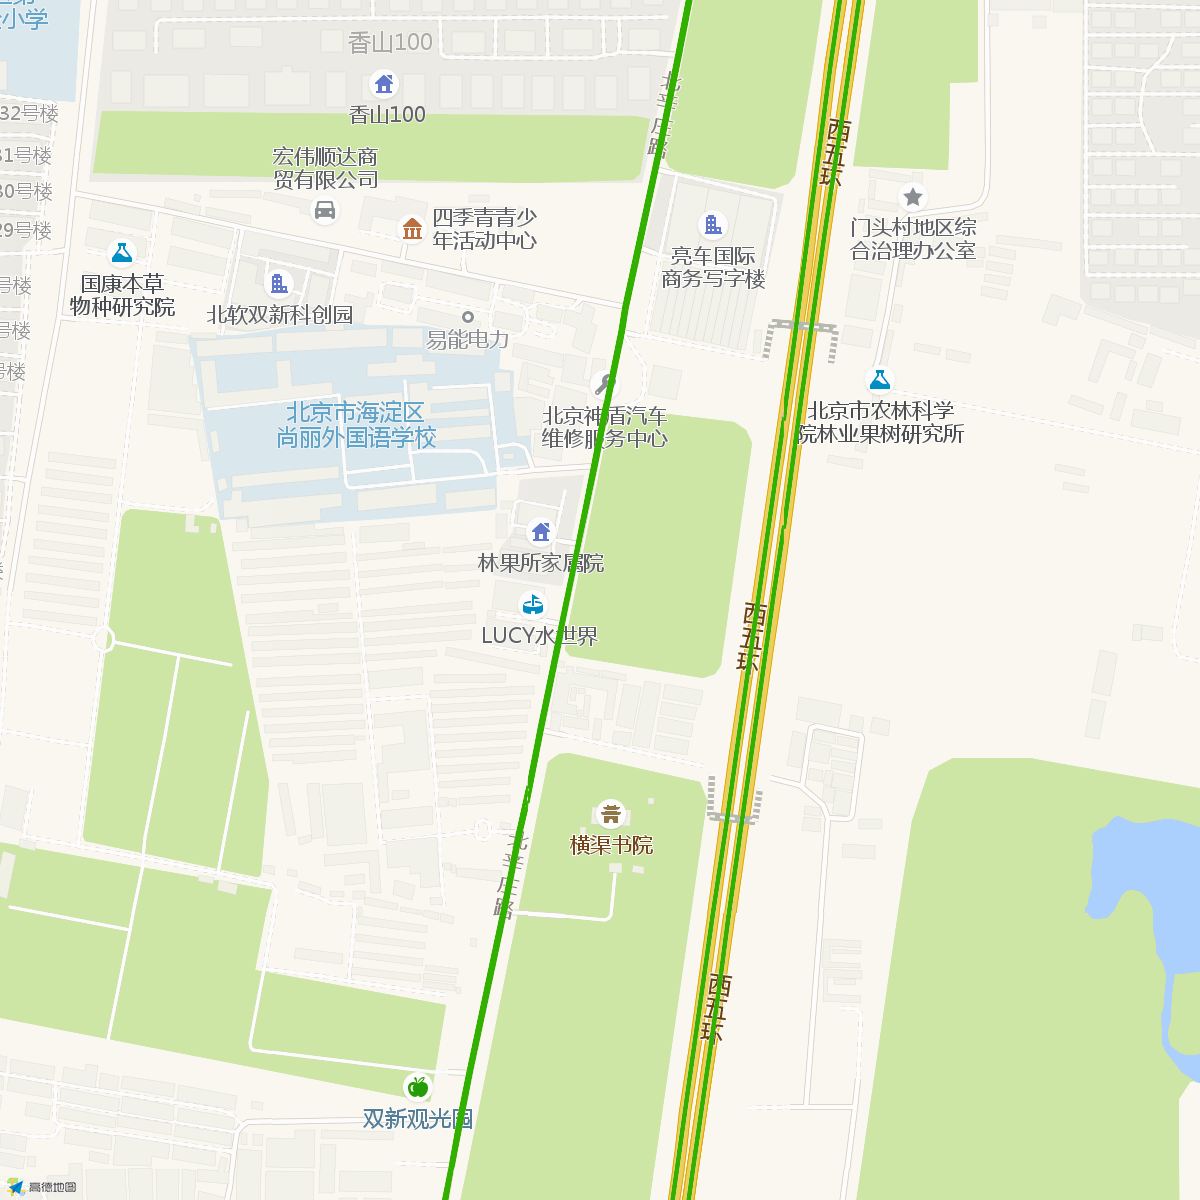 小学
香山100
香山100
32号楼
31号楼
30号楼
29号楼
号楼
号楼
号楼
宏伟顺达商
贸有限公司
四季青青少
年活动中心
国康本草
物种研究院
北软双新科创园
易能电力
北辛庄路
西五环
亮车国际
商务写字楼
门头村地区综
合治理办公室
北京市海淀区
尚丽外国语学校
北京神盾汽车
维修服务中心
北京市农林科学
院林业果树研究所
林果所家属院
LUCY水世界
西五环
横渠书院
北辛庄路
西五环
双新观光园
高德地图